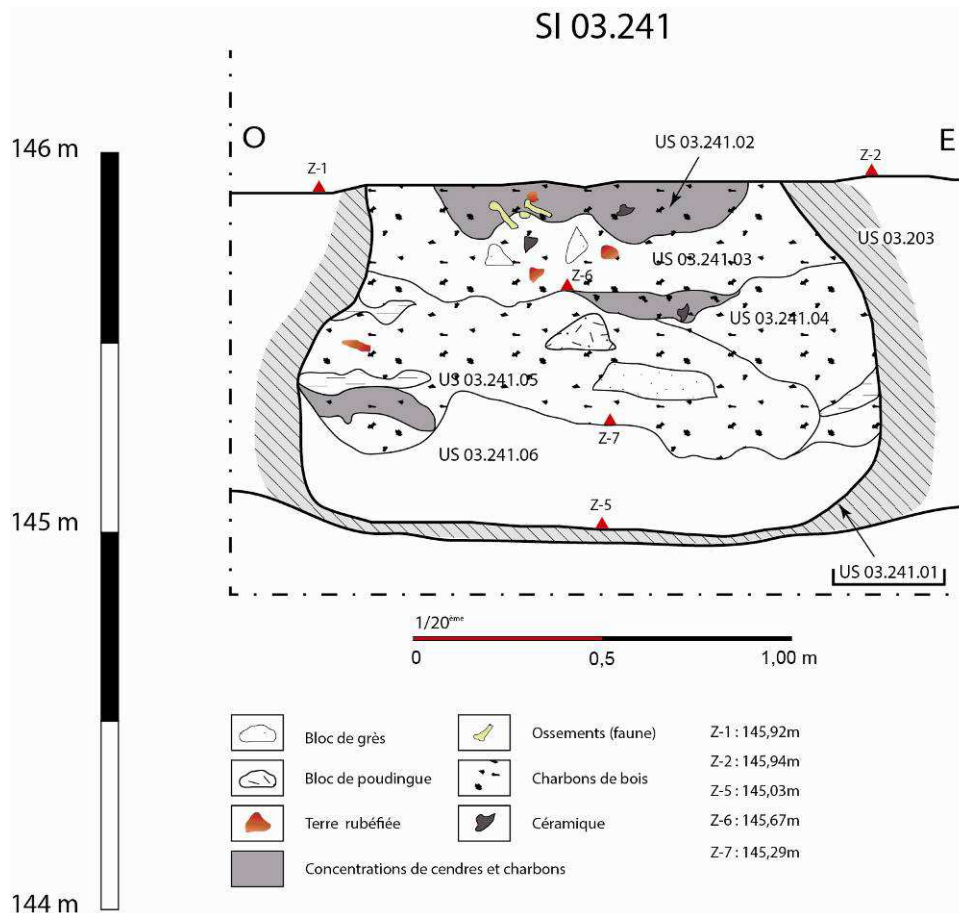 SI 03.241
146 m
O
E
Z-1
US 03.241.02
Z-2
US 03.203
US 03.241.03
Z-6
US 03.241.04
US 03.241.05
Z-7
US 03.241.06
145 m
Z-5
US 03.241.01
1/20ème
0 0,5 1,00 m
Bloc de grès
Ossements (faune)
Z-1 : 145,92m
Bloc de poudingue
Charbons de bois
Z-2 : 145,94m
Z-5 : 145,03m
Terre rubéfiée
Céramique
Z-6 : 145,67m
Z-7 : 145,29m
Concentrations de cendres et charbons
144 m